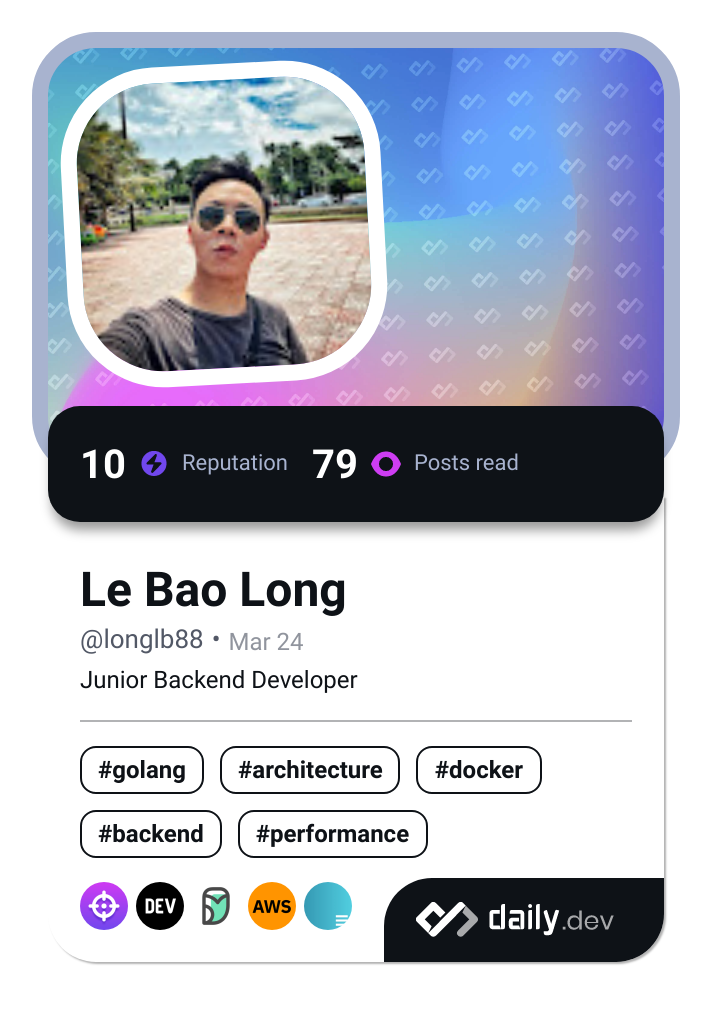 10 Reputation 79 Posts read
Le Bao Long
@longlb88 • Mar 24
Junior Backend Developer
#golang #architecture #docker
#backend #performance
DEV AWS daily.dev